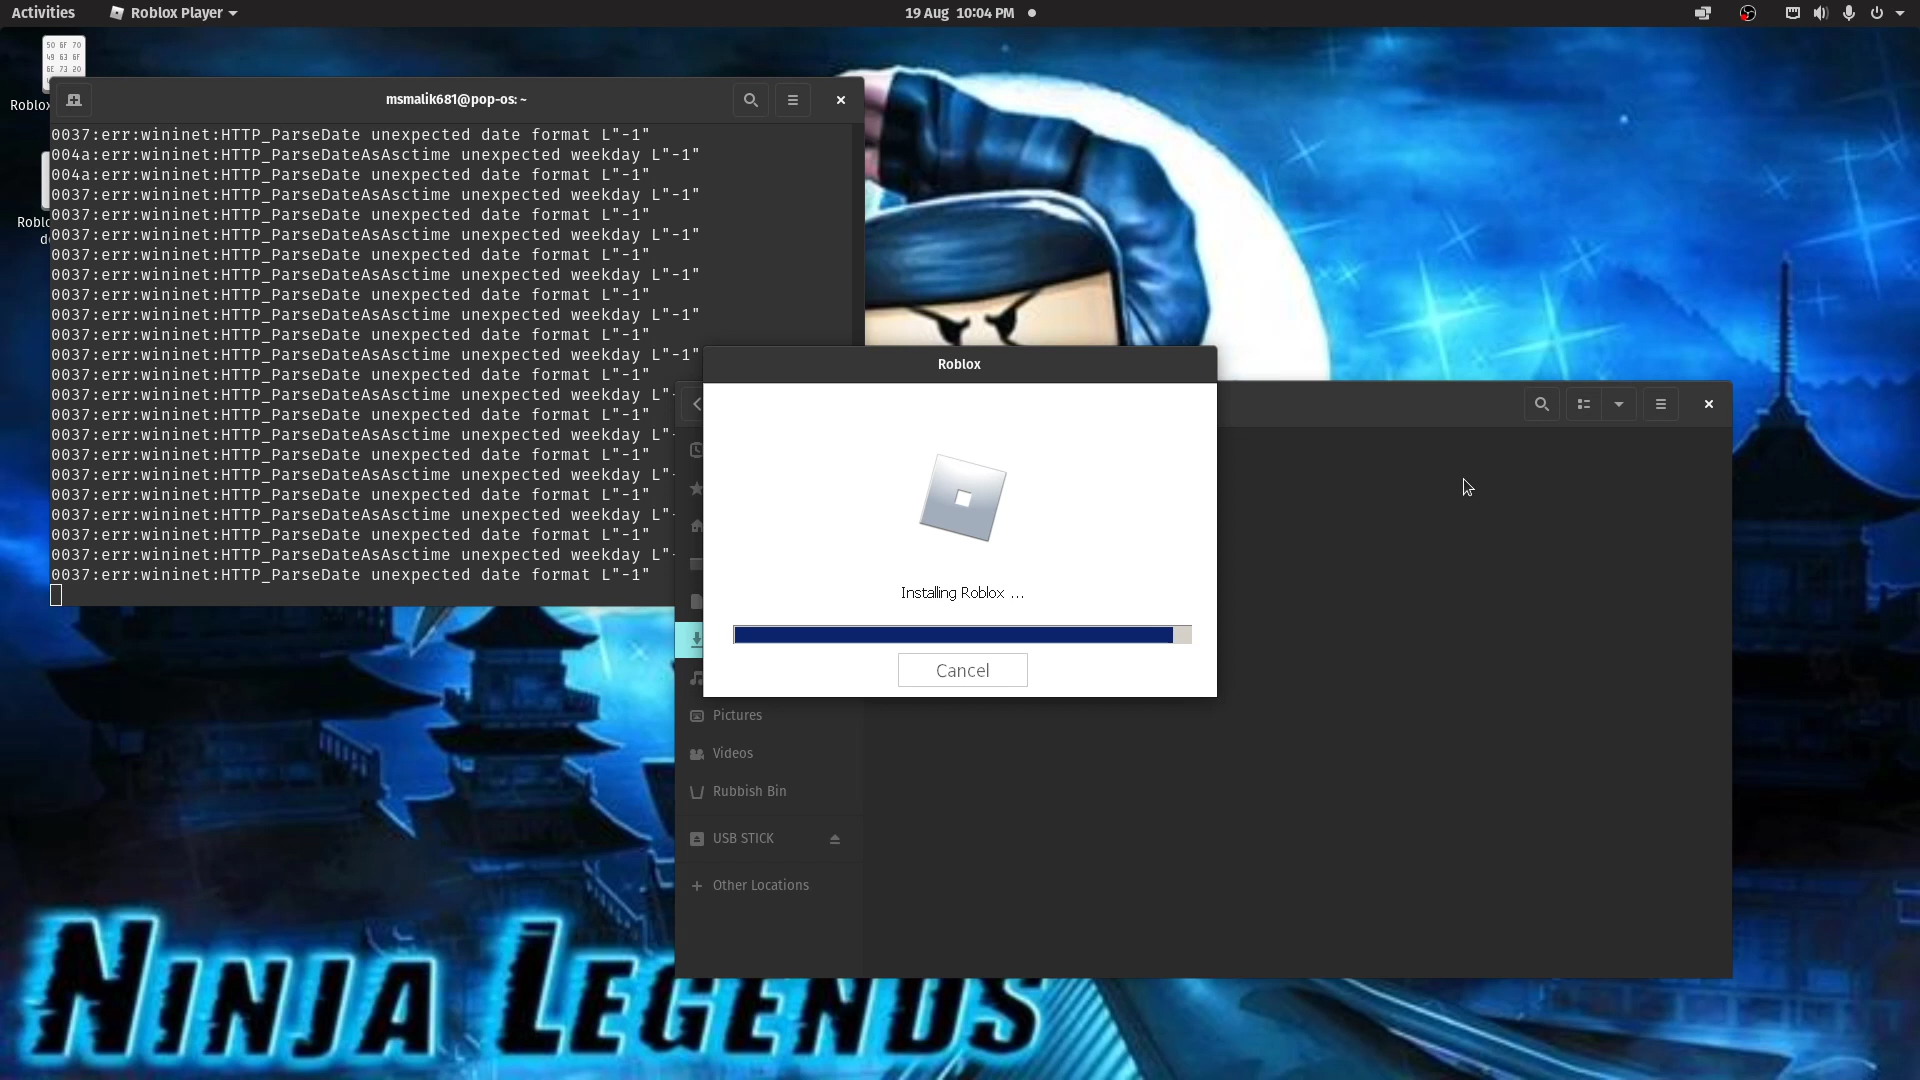 Activities
Roblox Player
19 Aug 10:04 PM
50 6F 70
49 63 6F
6E 73 20
Roblox
msmalik681@pop-os: ~
0037:err:wininet:HTTP_ParseDate unexpected date format L"-1"
004a:err:wininet:HTTP_ParseDateAsAsctime unexpected weekday L"-1"
004a:err:wininet:HTTP_ParseDate unexpected date format L"-1"
0037:err:wininet:HTTP_ParseDateAsAsctime unexpected weekday L"-1"
0037:err:wininet:HTTP_ParseDate unexpected date format L"-1"
0037:err:wininet:HTTP_ParseDateAsAsctime unexpected weekday L"-1"
0037:err:wininet:HTTP_ParseDate unexpected date format L"-1"
0037:err:wininet:HTTP_ParseDateAsAsctime unexpected weekday L"-1"
0037:err:wininet:HTTP_ParseDate unexpected date format L"-1"
0037:err:wininet:HTTP_ParseDateAsAsctime unexpected weekday L"-1"
0037:err:wininet:HTTP_ParseDate unexpected date format L"-1"
0037:err:wininet:HTTP_ParseDateAsAsctime unexpected weekday L"-1"
0037:err:wininet:HTTP_ParseDate unexpected date format L"-1"
0037:err:wininet:HTTP_ParseDateAsAsctime unexpected weekday L"-
0037:err:wininet:HTTP_ParseDate unexpected date format L"-1"
0037:err:wininet:HTTP_ParseDateAsAsctime unexpected weekday L"-
0037:err:wininet:HTTP_ParseDate unexpected date format L"-1"
0037:err:wininet:HTTP_ParseDateAsAsctime unexpected weekday L"-
0037:err:wininet:HTTP_ParseDate unexpected date format L"-1"
0037:err:wininet:HTTP_ParseDateAsAsctime unexpected weekday L"-
0037:err:wininet:HTTP_ParseDate unexpected date format L"-1"
0037:err:wininet:HTTP_ParseDateAsAsctime unexpected weekday L"-
0037:err:wininet:HTTP_ParseDate unexpected date format L"-1"
Roblox
Installing Roblox ...
Cancel
Pictures
Videos
Rubbish Bin
USB STICK
Other Locations
NINJA LEGENDS